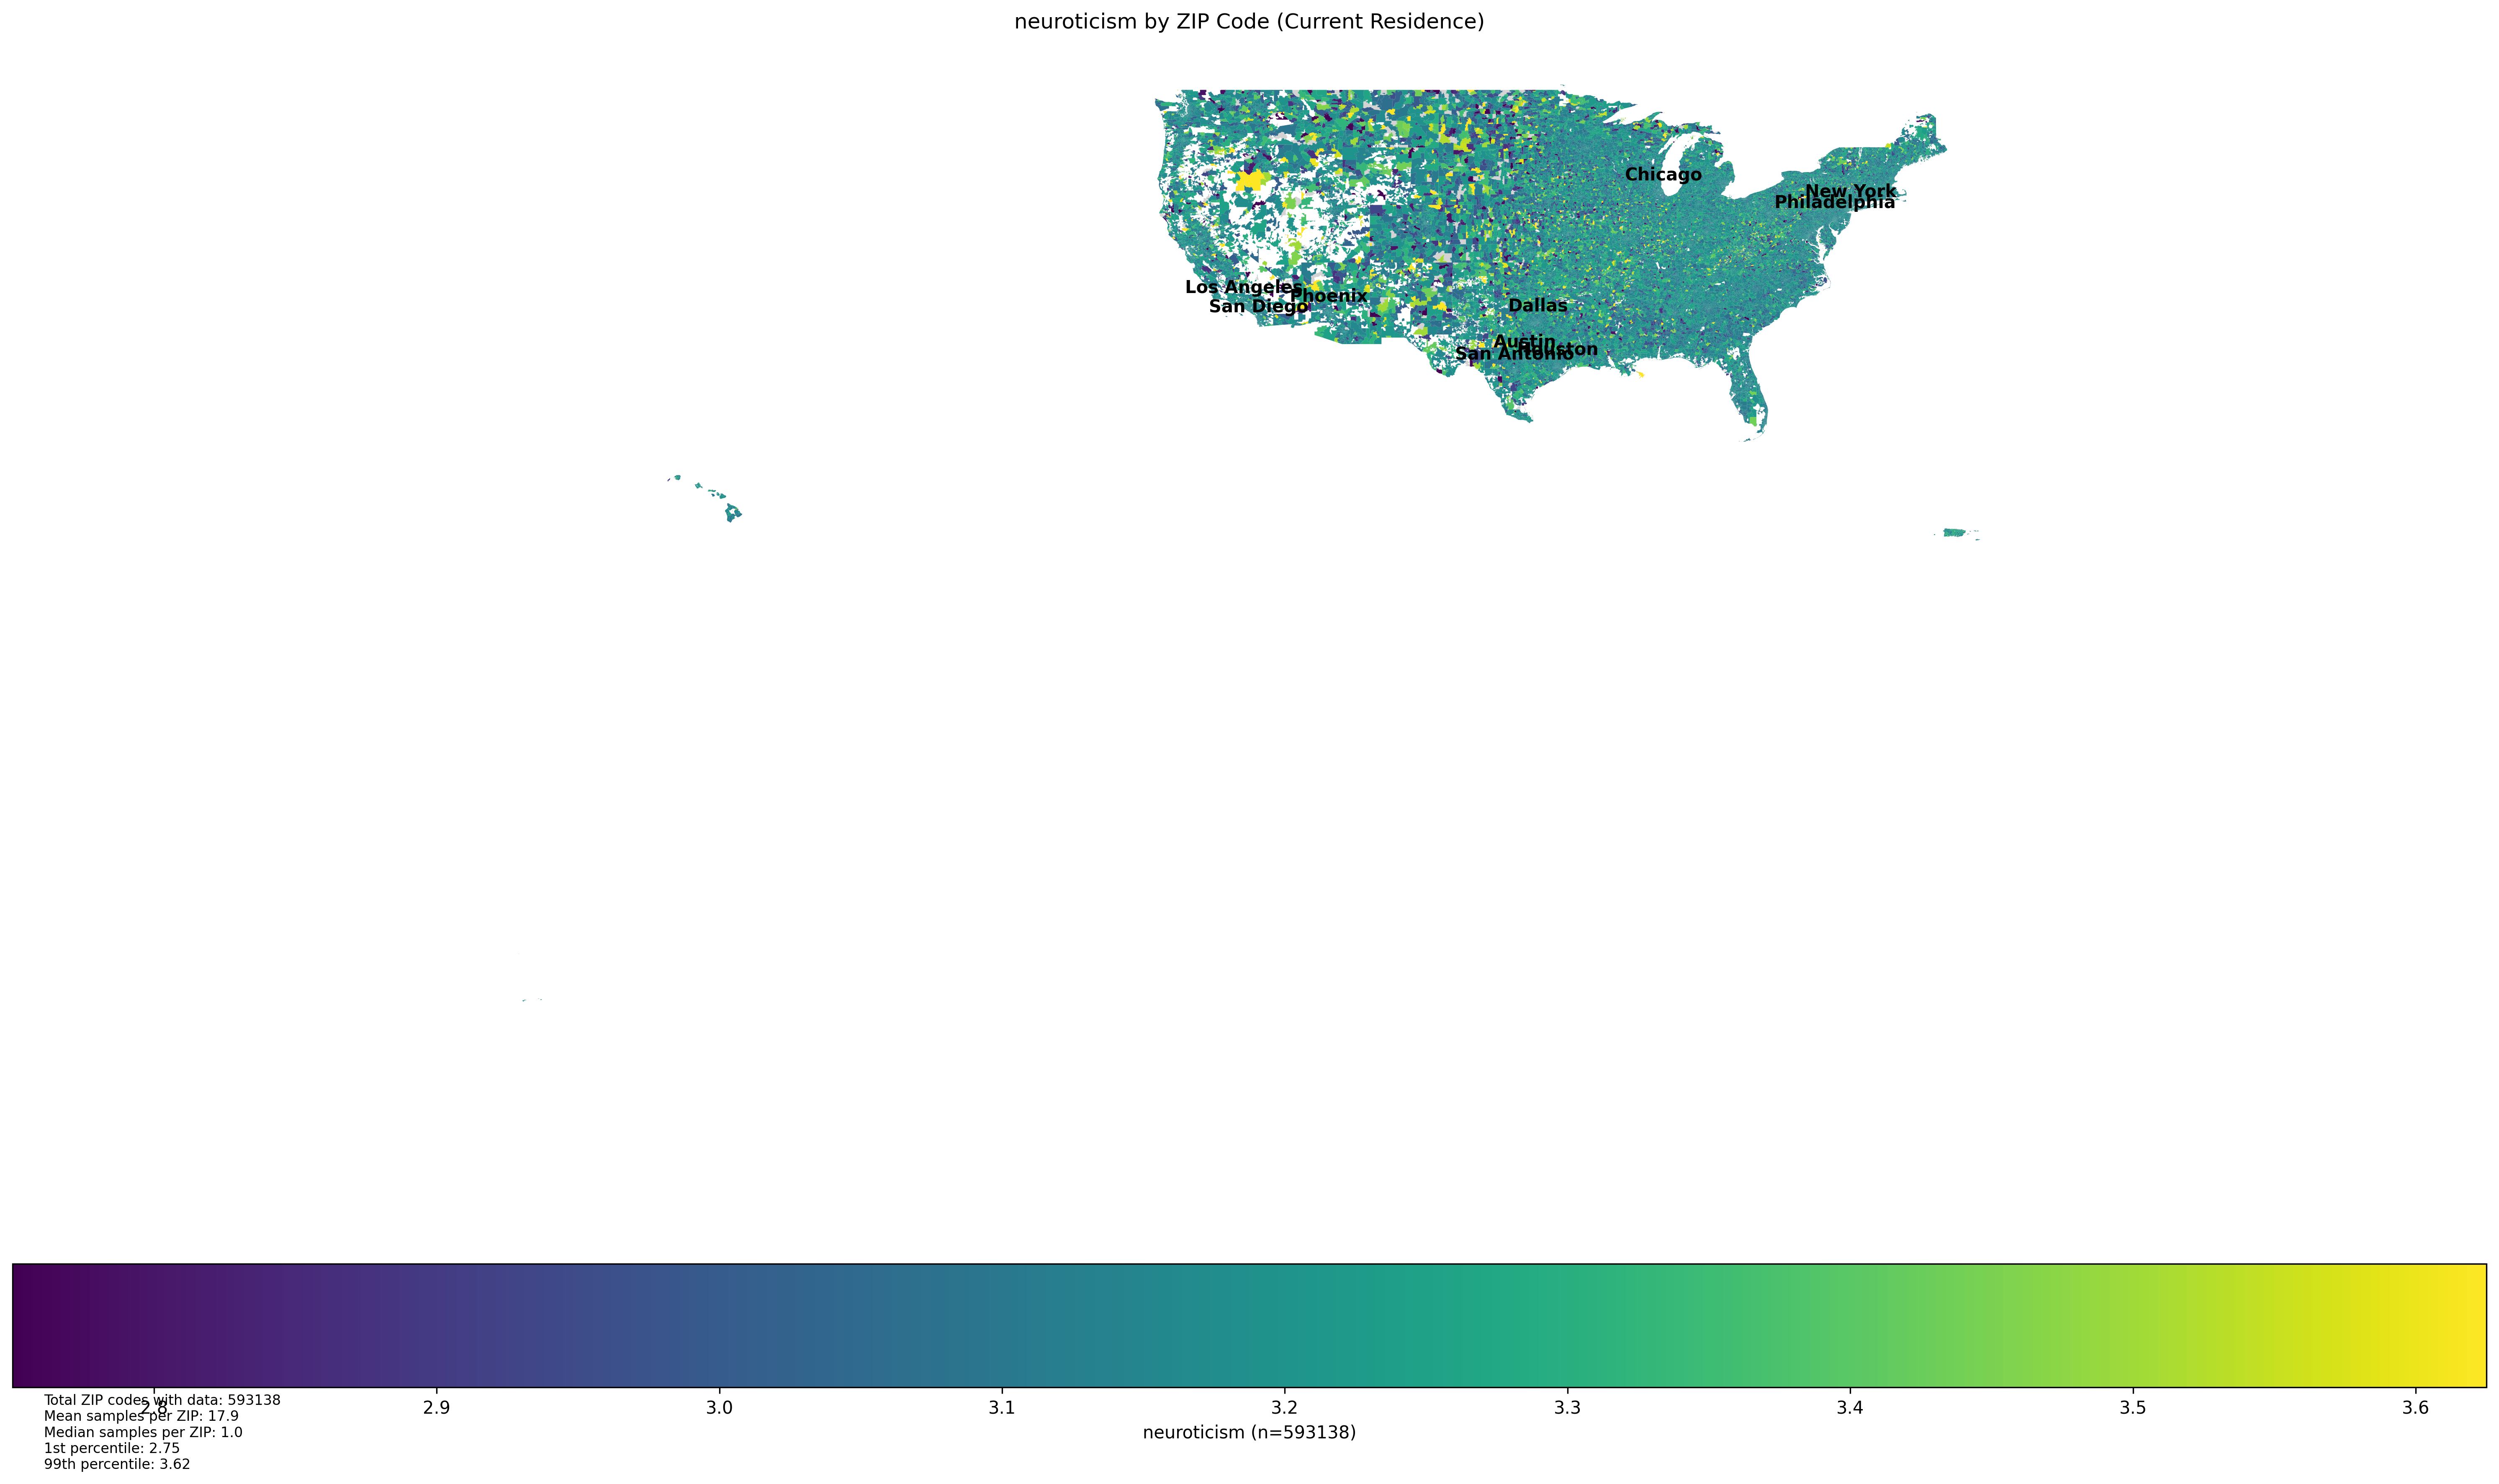 neuroticism by ZIP Code (Current Residence)
Chicago
New York
Philadelphia
Los Angeles
Phoenix
San Diego
Dallas
Austin
Houston
San Antonio
2.8
2.9
3.0
3.1
3.2
3.3
3.4
3.5
3.6
neuroticism (n=593138)
Total ZIP codes with data: 593138
Mean samples per ZIP: 17.9
Median samples per ZIP: 1.0
1st percentile: 2.75
99th percentile: 3.62